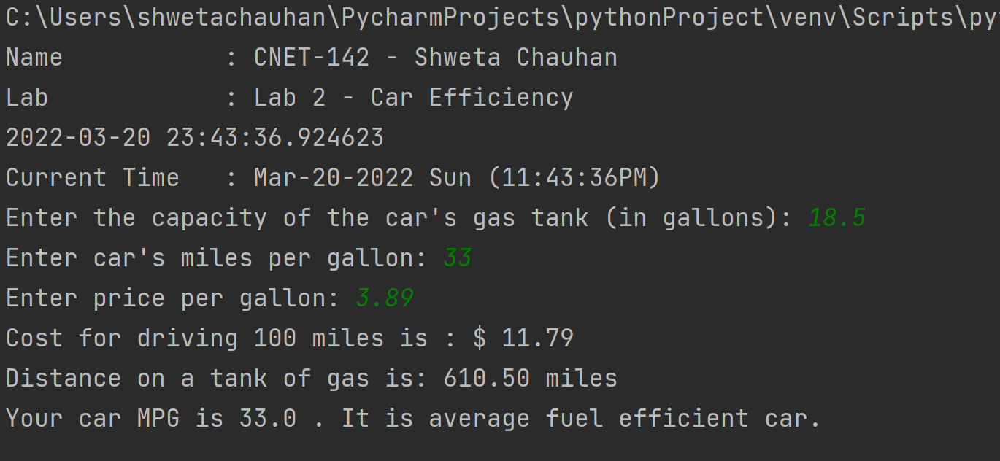 C:\Users\shwetachauhan\PycharmProjects\pythonProject\venv\Scripts\py
Name           : CNET-142 - Shweta Chauhan
Lab            : Lab 2 - Car Efficiency
2022-03-20 23:43:36.924623
Current Time   : Mar-20-2022 Sun (11:43:36PM)
Enter the capacity of the car's gas tank (in gallons): 18.5
Enter car's miles per gallon: 33
Enter price per gallon: 3.89
Cost for driving 100 miles is : $ 11.79
Distance on a tank of gas is: 610.50 miles
Your car MPG is 33.0 . It is average fuel efficient car.